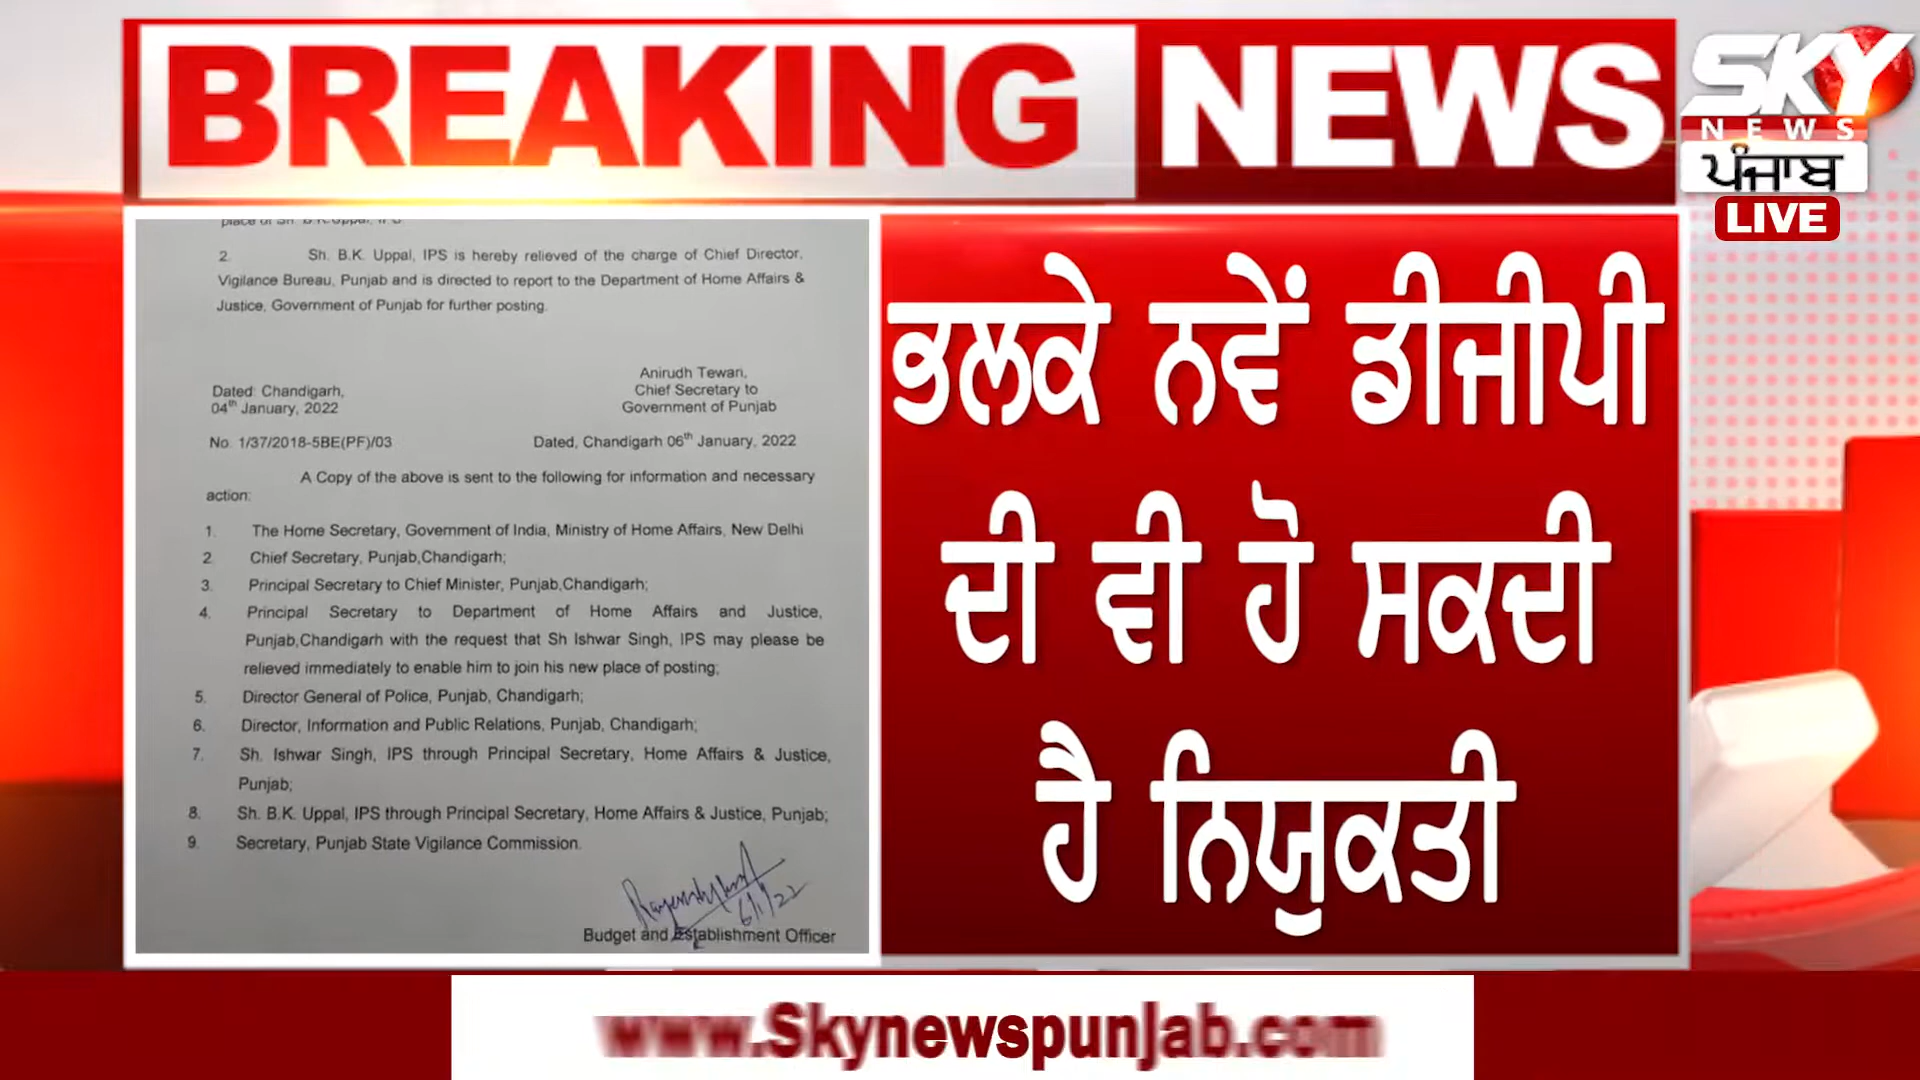 BREAKING NEWS
SKY
NEWS
ਪੰਜਾਬ
LIVE
place of Sh. B.K.Uppal, IPS
2. Sh. B.K. Uppal, IPS is hereby relieved of the charge of Chief Director,
Vigilance Bureau, Punjab and is directed to report to the Department of Home Affairs &
Justice, Government of Punjab for further posting.
Anirudh Tewari,
Chief Secretary to
Government of Punjab
Dated: Chandigarh,
04th January, 2022
No. 1/37/2018-5BE(PF)/03 Dated, Chandigarh 06th January, 2022
A Copy of the above is sent to the following for information and necessary
action:
1. The Home Secretary, Government of India, Ministry of Home Affairs, New Delhi
2. Chief Secretary, Punjab,Chandigarh;
3. Principal Secretary to Chief Minister, Punjab,Chandigarh;
4. Principal Secretary to Department of Home Affairs and Justice,
Punjab,Chandigarh with the request that Sh Ishwar Singh, IPS may please be
relieved immediately to enable him to join his new place of posting;
5. Director General of Police, Punjab, Chandigarh;
6. Director, Information and Public Relations, Punjab, Chandigarh;
7. Sh. Ishwar Singh, IPS through Principal Secretary, Home Affairs & Justice,
Punjab;
8. Sh. B.K. Uppal, IPS through Principal Secretary, Home Affairs & Justice, Punjab;
9. Secretary, Punjab State Vigilance Commission.
6/1/22
Budget and Establishment Officer
ਭਲਕੇ ਨਵੇਂ ਡੀਜੀਪੀ
ਦੀ ਵੀ ਹੋ ਸਕਦੀ
ਹੈ ਨਿਯੁਕਤੀ
www.Skynewspunjab.com